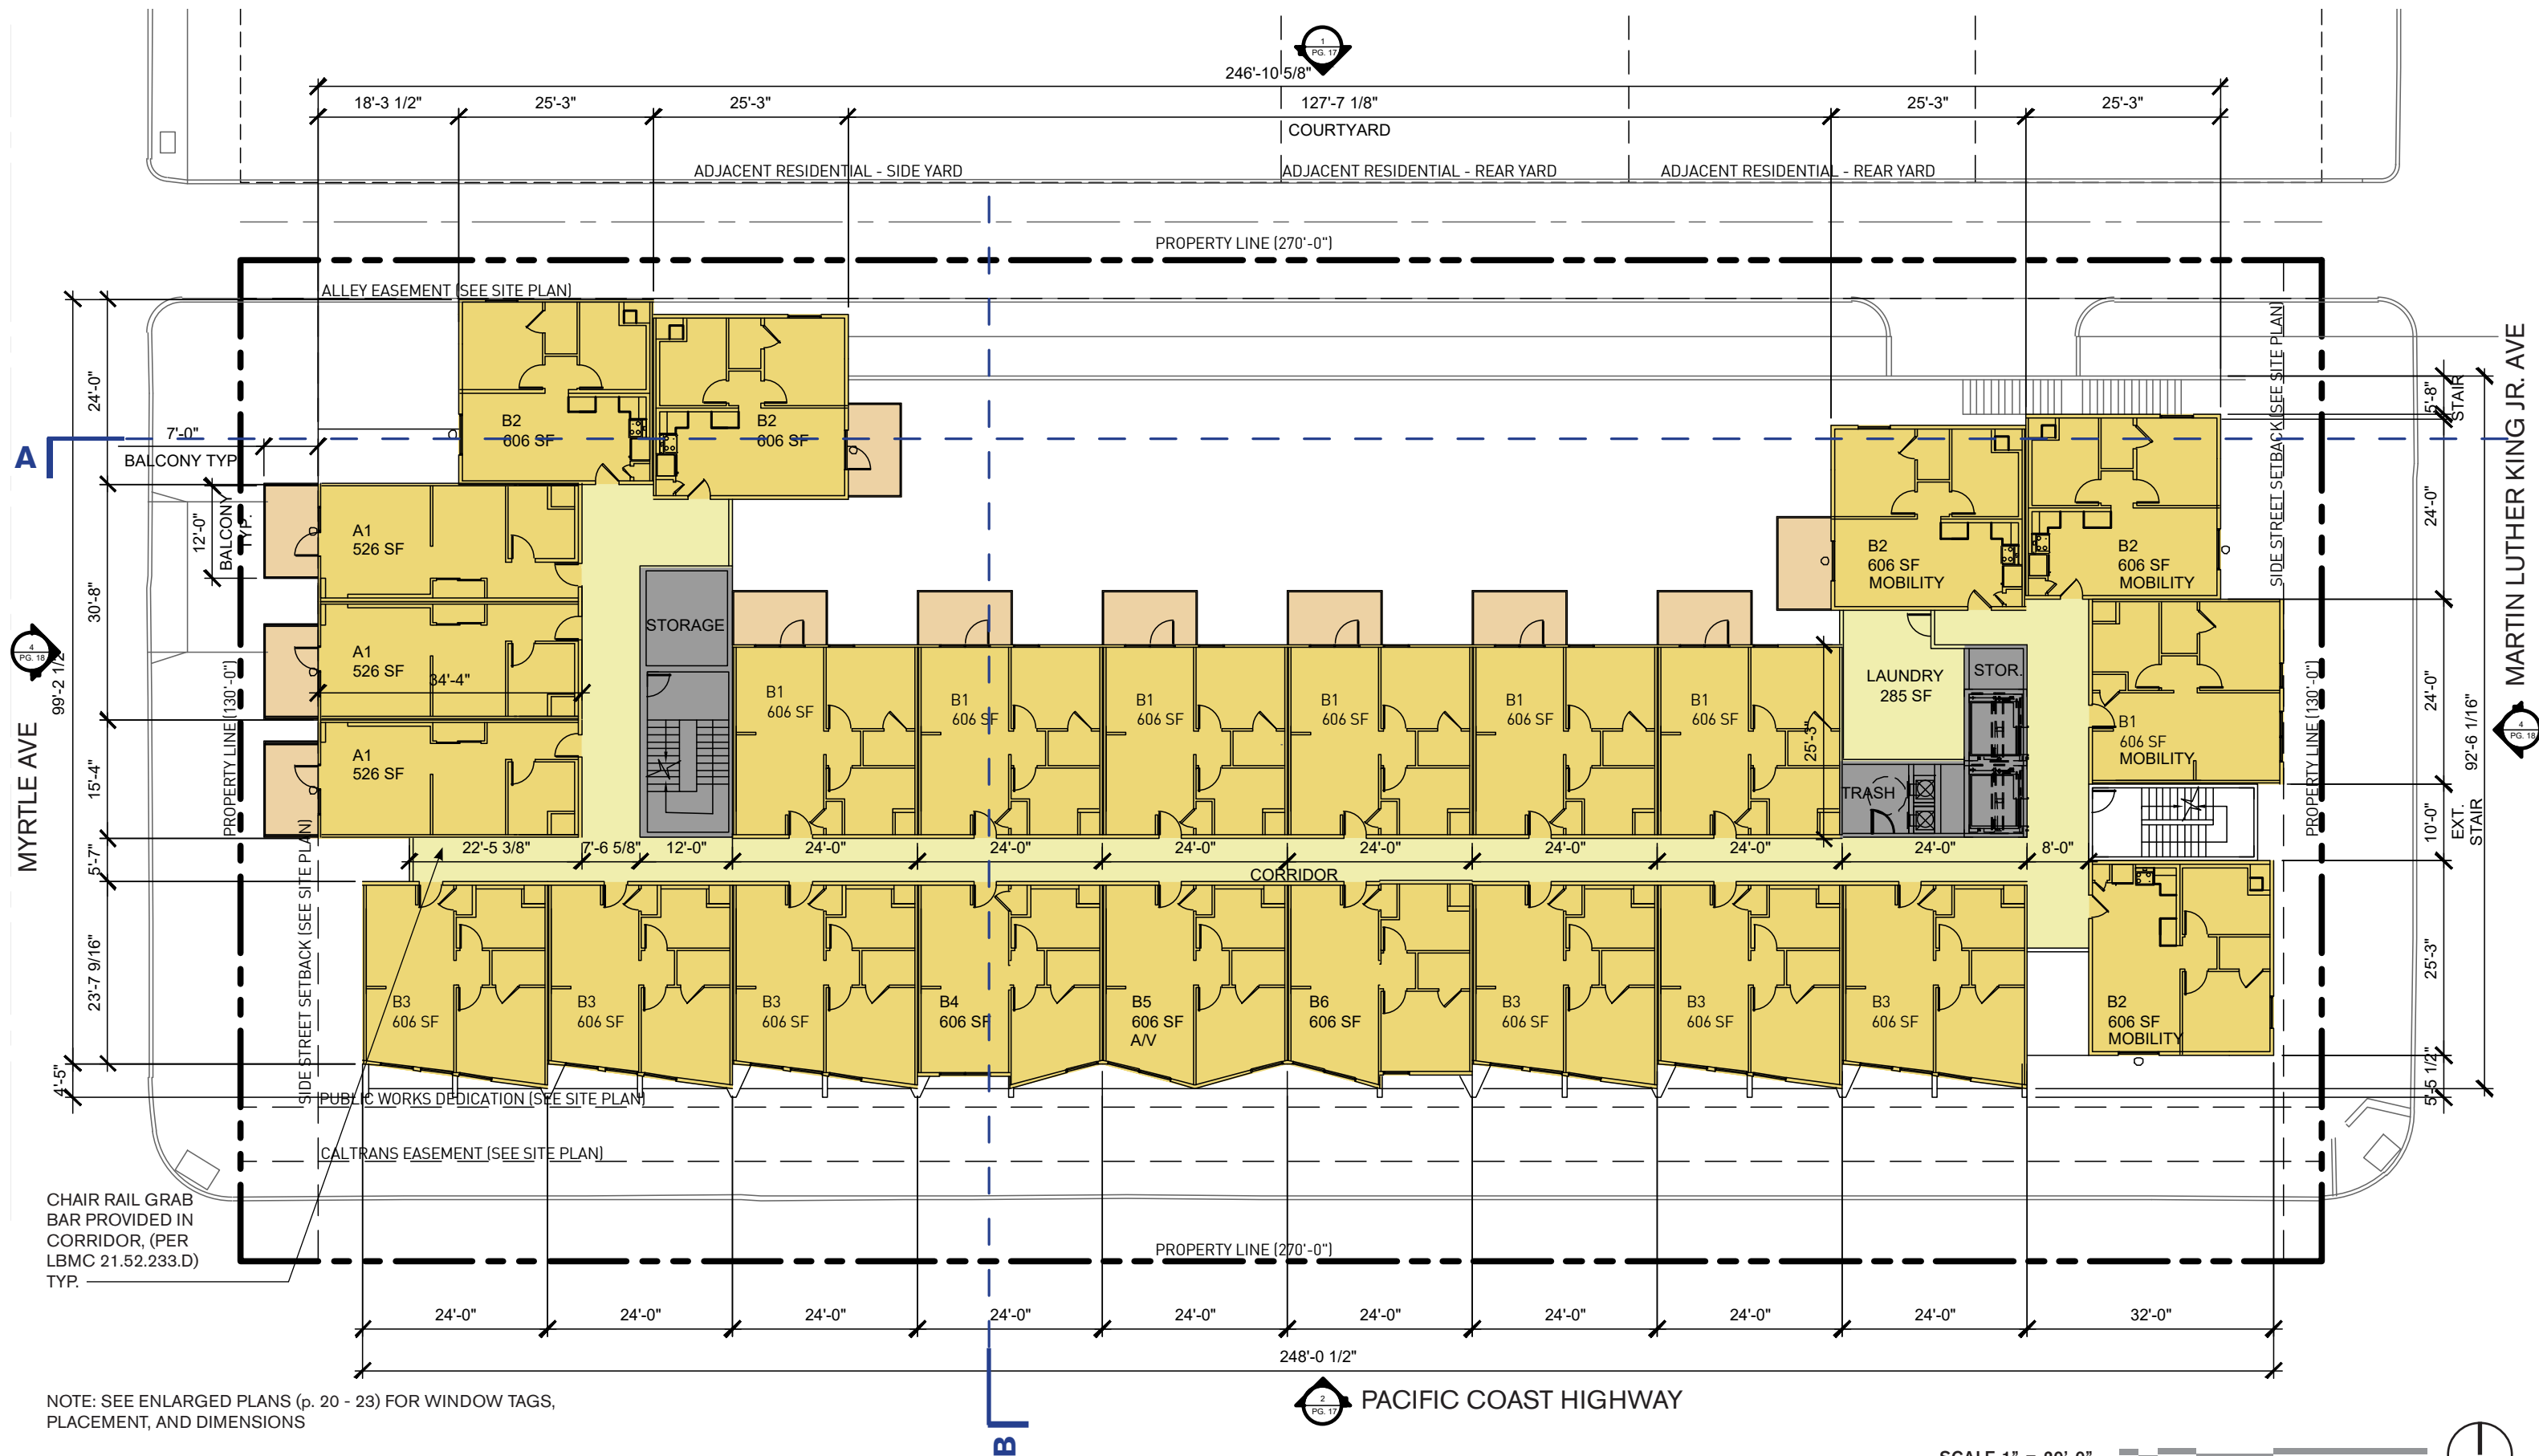 1
PG. 17
246'-10 5/8"
18'-3 1/2"
25'-3"
25'-3"
127'-7 1/8"
25'-3"
25'-3"
COURTYARD
ADJACENT RESIDENTIAL - SIDE YARD
ADJACENT RESIDENTIAL - REAR YARD
ADJACENT RESIDENTIAL - REAR YARD
PROPERTY LINE (270'-0")
ALLEY EASEMENT (SEE SITE PLAN)
SIDE STREET SETBACK (SEE SITE PLAN)
MARTIN LUTHER KING JR. AVE
24'-0"
5'-8"
STAIR
B2
606 SF
B2
606 SF
7'-0"
BALCONY TYP
A
12'-0"
BALCONY
TYP.
A1
526 SF
B2
606 SF
MOBILITY
B2
606 SF
MOBILITY
24'-0"
30'-8"
STORAGE
4
PG. 18
99'-2 1/2
A1
526 SF
34'-4"
B1
606 SF
B1
606 SF
B1
606 SF
B1
606 SF
B1
606 SF
B1
606 SF
25'-3"
LAUNDRY
285 SF
STOR.
B1
606 SF
MOBILITY
24'-0"
92'-6 1/16"
PROPERTY LINE (130'-0")
4
PG. 18
MYRTLE AVE
PROPERTY LINE (130'-0")
15'-4"
A1
526 SF
TRASH
10'-0"
EXT.
STAIR
5'-7"
22'-5 3/8"
7'-6 5/8"
12'-0"
24'-0"
24'-0"
24'-0"
24'-0"
24'-0"
24'-0"
24'-0"
8'-0"
CORRIDOR
SIDE STREET SETBACK (SEE SITE PLAN)
23'-7 9/16"
B3
606 SF
B3
606 SF
B3
606 SF
B4
606 SF
B5
606 SF
A/V
B6
606 SF
B3
606 SF
B3
606 SF
B3
606 SF
B2
606 SF
MOBILITY
25'-3"
4'-5"
5'-5 1/2"
PUBLIC WORKS DEDICATION (SEE SITE PLAN)
CALTRANS EASEMENT (SEE SITE PLAN)
CHAIR RAIL GRAB
BAR PROVIDED IN
CORRIDOR, (PER
LBMC 21.52.233.D)
TYP.
PROPERTY LINE (270'-0")
24'-0"
24'-0"
24'-0"
24'-0"
24'-0"
24'-0"
24'-0"
24'-0"
24'-0"
32'-0"
248'-0 1/2"
NOTE: SEE ENLARGED PLANS (p. 20 - 23) FOR WINDOW TAGS,
PLACEMENT, AND DIMENSIONS
2
PG. 17
PACIFIC COAST HIGHWAY
B